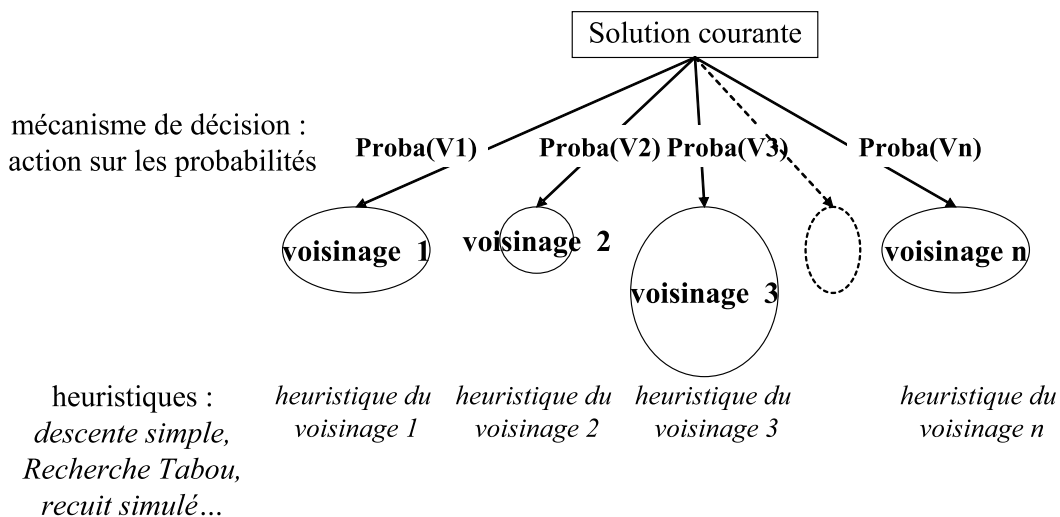 Solution courante
mécanisme de décision :
action sur les probabilités
Proba(V1)
Proba(V2)
Proba(V3)
Proba(Vn)
voisinage 1
voisinage 2
voisinage 3
voisinage n
heuristiques :
descente simple,
Recherche Tabou,
recuit simulé...
heuristique du
voisinage 1
heuristique du
voisinage 2
heuristique du
voisinage 3
heuristique du
voisinage n